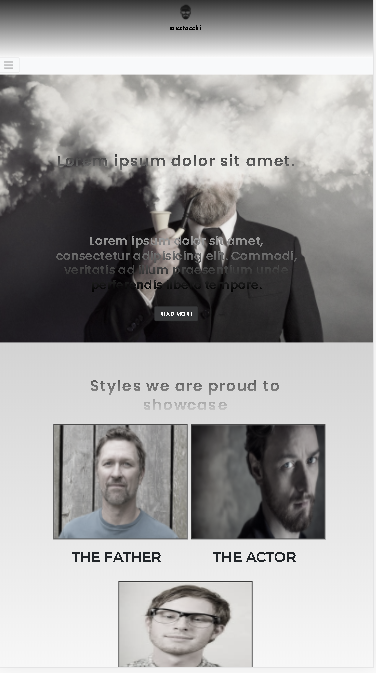 Lorem ipsum dolor sit amet.
Lorem ipsum dolor sit amet,
consectetur adipisicing elit. Commodi,
veritatis ad illum praesentium unde
perferendis libero tempore.
READ MORE
Styles we are proud to
showcase
THE FATHER
THE ACTOR